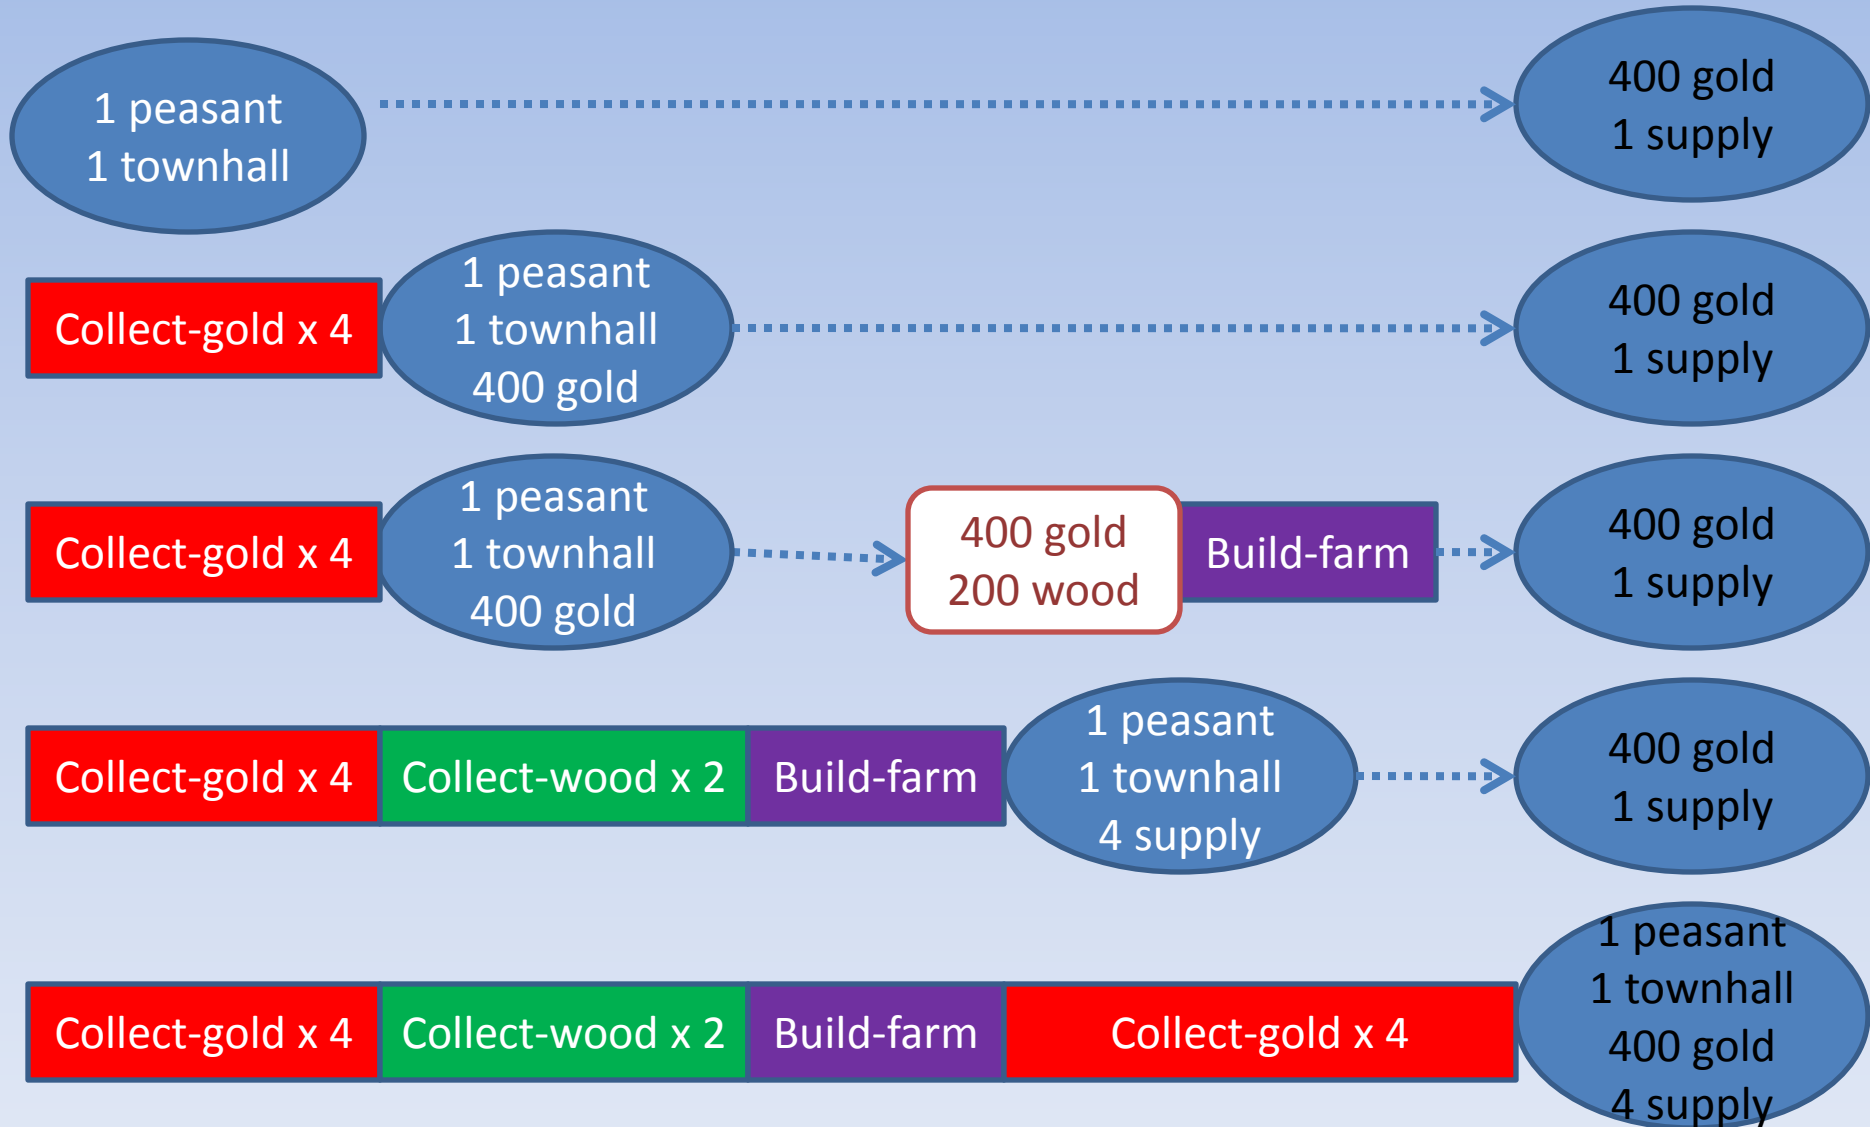 1 peasant
1 townhall
400 gold
1 supply
Collect-gold x 4
1 peasant
1 townhall
400 gold
400 gold
1 supply
Collect-gold x 4
1 peasant
1 townhall
400 gold
400 gold
200 wood
Build-farm
400 gold
1 supply
Collect-gold x 4
Collect-wood x 2
Build-farm
1 peasant
1 townhall
4 supply
400 gold
1 supply
Collect-gold x 4
Collect-wood x 2
Build-farm
Collect-gold x 4
1 peasant
1 townhall
400 gold
4 supply